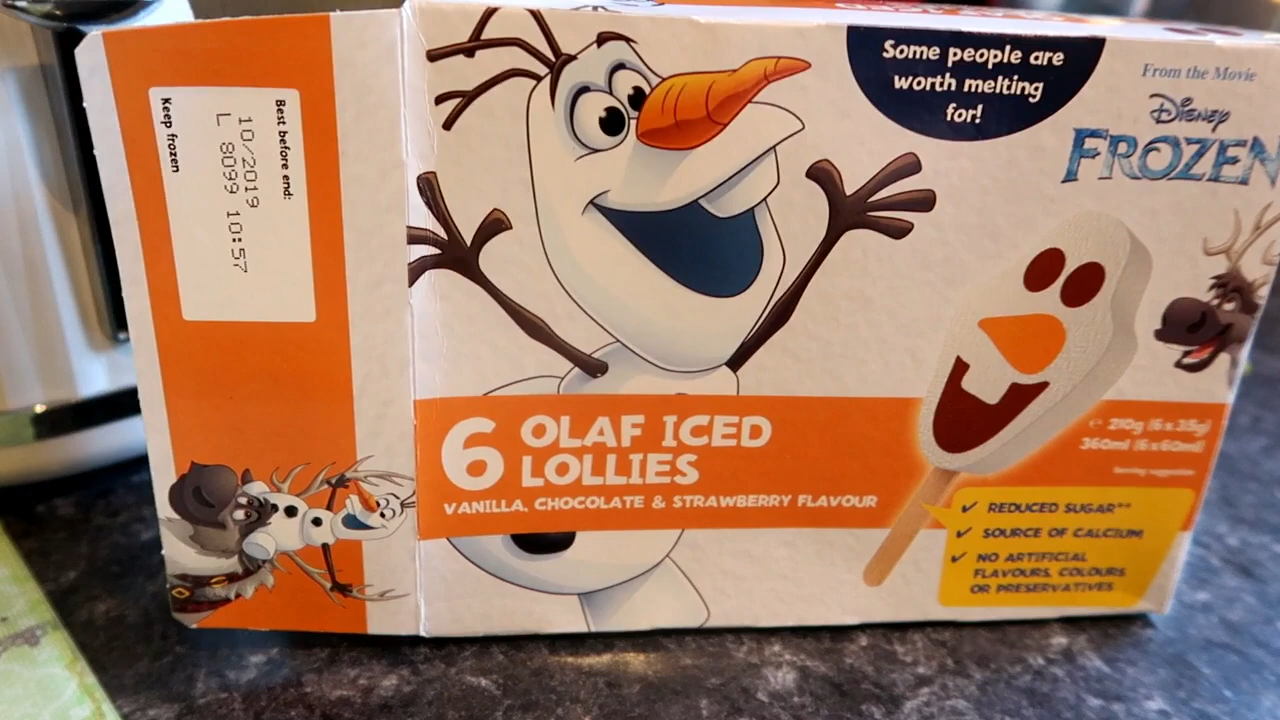 Best before end:
10/2019
L 8099 10:57
Keep frozen
Some people are
worth melting
for!
From the Movie
Disney
FROZEN
6 OLAF ICED
LOLLIES
VANILLA, CHOCOLATE & STRAWBERRY FLAVOUR
e 210g (6 x 35g)
360ml (6 x 60ml)
Serving suggestion
✓ REDUCED SUGAR**
✓ SOURCE OF CALCIUM
✓ NO ARTIFICIAL
FLAVOURS, COLOURS
OR PRESERVATIVES